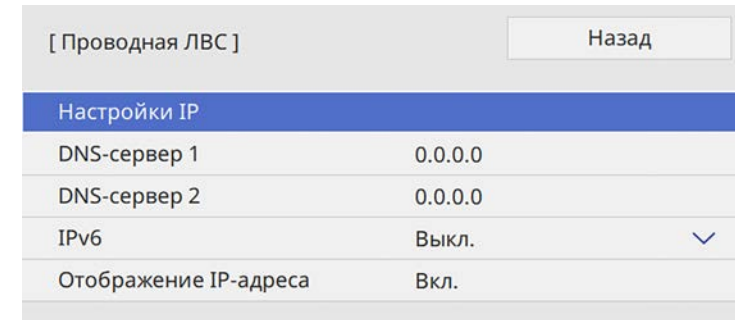 [ Проводная ЛВС ]
Назад
Настройки IP
DNS-сервер 1 0.0.0.0
DNS-сервер 2 0.0.0.0
IPv6 Выкл.
Отображение IP-адреса Вкл.